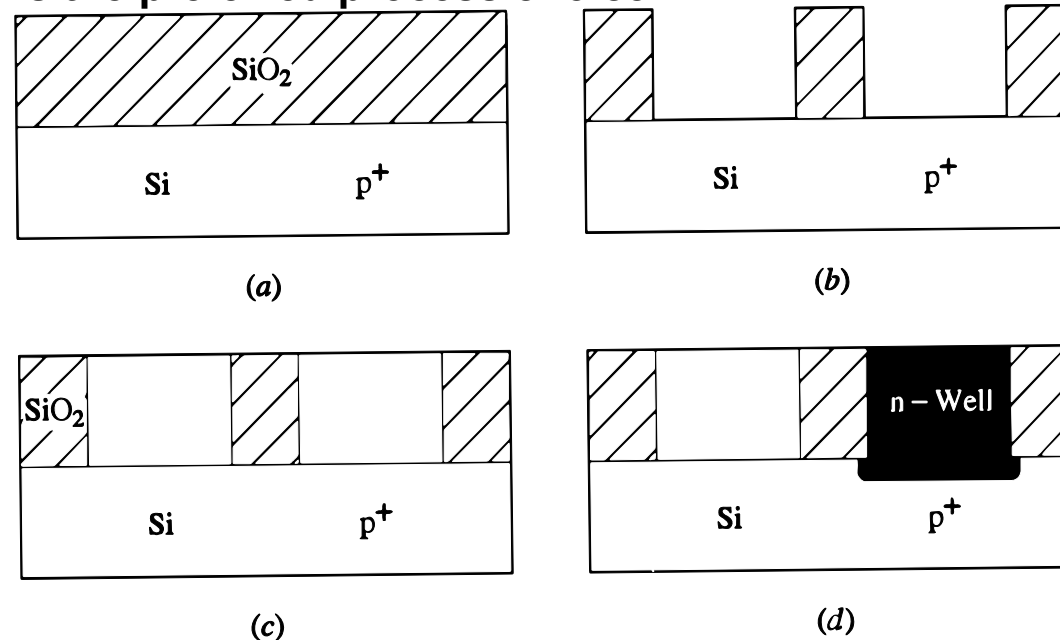 SiO₂
Si p⁺
(a)
Si p⁺
(b)
SiO₂
Si p⁺
(c)
n – Well
Si p⁺
(d)